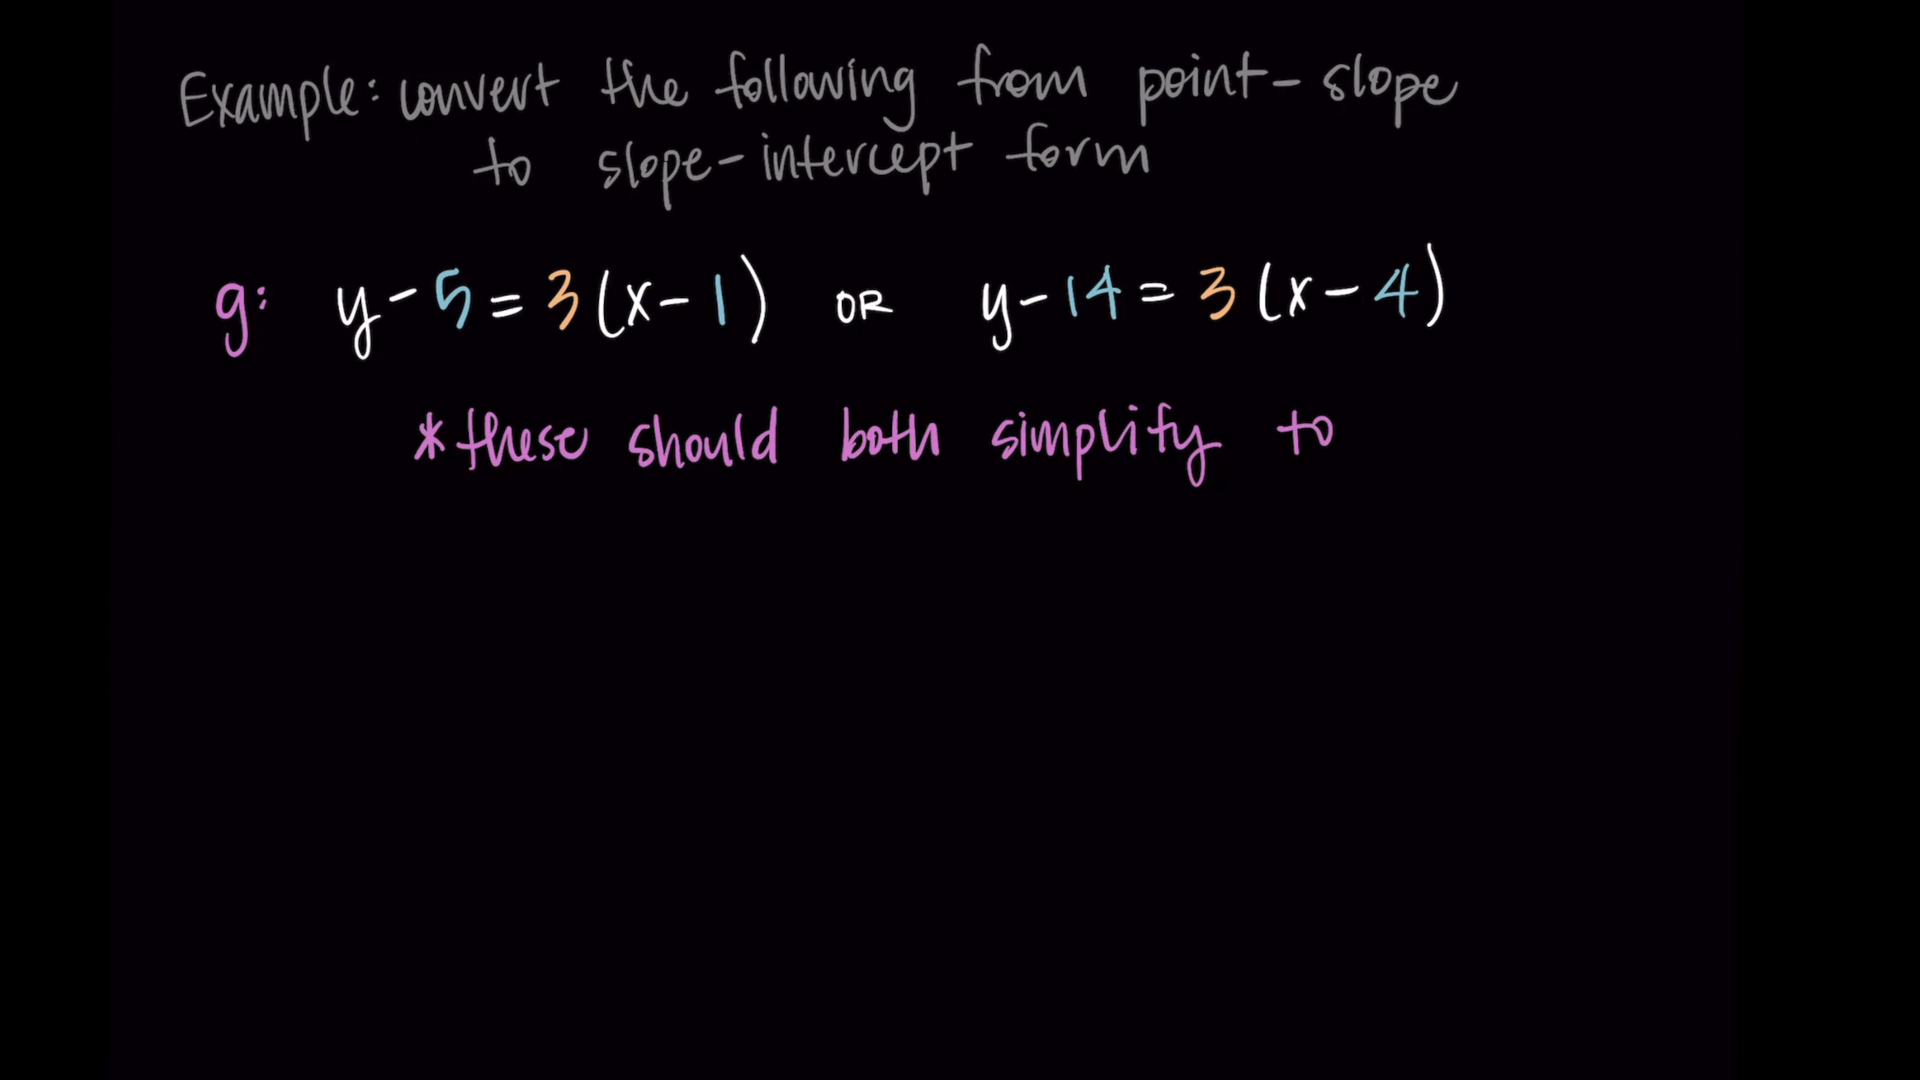 Example: convert the following from point-slope
to slope-intercept form
g: y-5=3(x-1) OR y-14=3(x-4)
*these should both simplify to